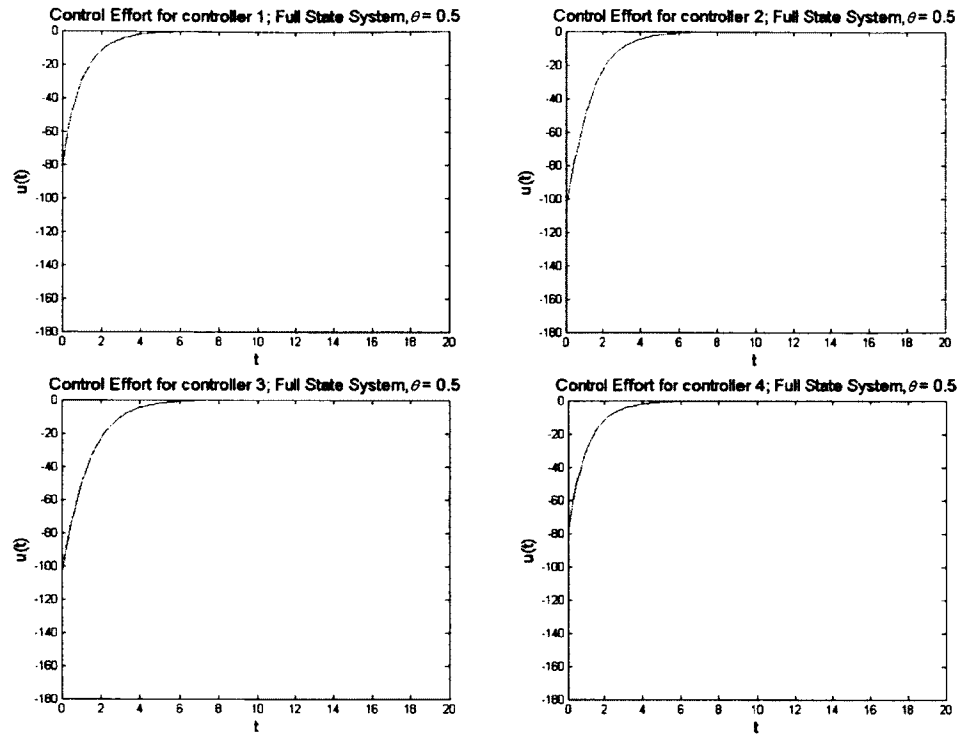 Control Effort for controller 1; Full State System, θ = 0.5
0
-20
-40
-60
-80
-100
-120
-140
-160
-180
u(t)
0 2 4 6 8 10 12 14 16 18 20
t
Control Effort for controller 2; Full State System, θ = 0.5
0
-20
-40
-60
-80
-100
-120
-140
-160
-180
u(t)
0 2 4 6 8 10 12 14 16 18 20
t
Control Effort for controller 3; Full State System, θ = 0.5
0
-20
-40
-60
-80
-100
-120
-140
-160
-180
u(t)
0 2 4 6 8 10 12 14 16 18 20
t
Control Effort for controller 4; Full State System, θ = 0.5
0
-20
-40
-60
-80
-100
-120
-140
-160
-180
u(t)
0 2 4 6 8 10 12 14 16 18 20
t